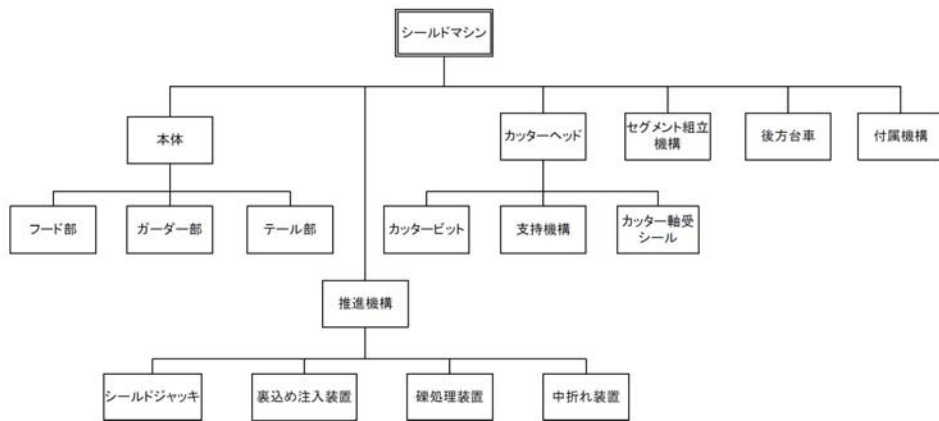 シールドマシン
本体
カッターヘッド
セグメント組立
機構
後方台車
付属機構
フード部
ガーダー部
テール部
カッタービット
支持機構
カッター軸受
シール
推進機構
シールドジャッキ
裏込め注入装置
礫処理装置
中折れ装置